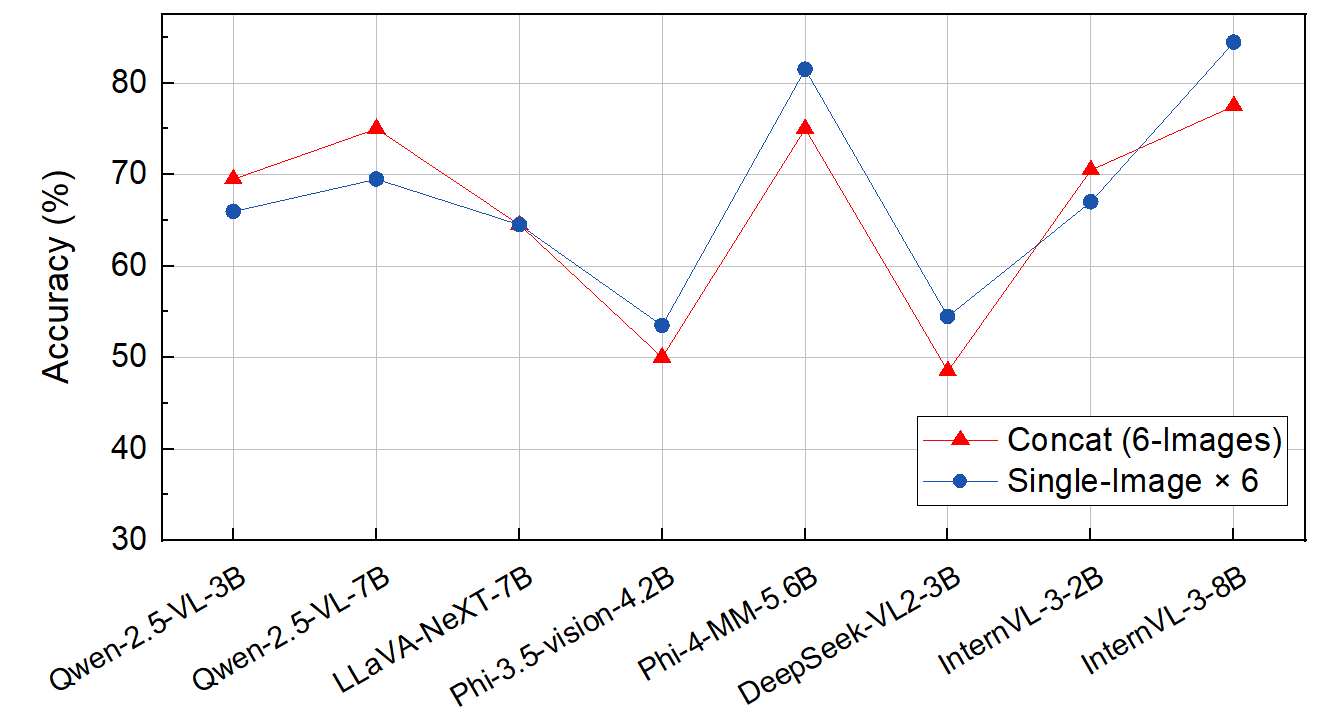 Accuracy (%)
80
70
60
50
40
30
Concat (6-Images)
Single-Image × 6
Qwen-2.5-VL-3B
Qwen-2.5-VL-7B
LLaVA-NeXT-7B
Phi-3.5-vision-4.2B
Phi-4-MM-5.6B
DeepSeek-VL2-3B
InternVL-3-2B
InternVL-3-8B